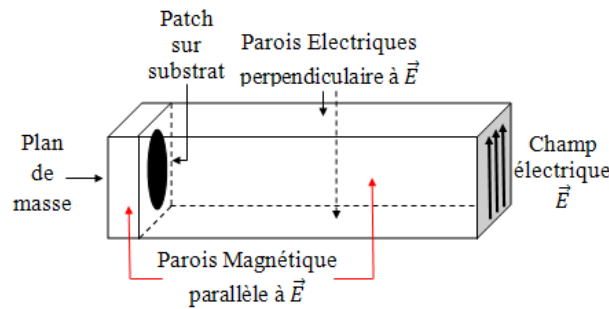 Patch
sur
substrat
Parois Electriques
perpendiculaire à E⃗
Plan
de
masse
Champ
électrique
E⃗
Parois Magnétique
parallèle à E⃗